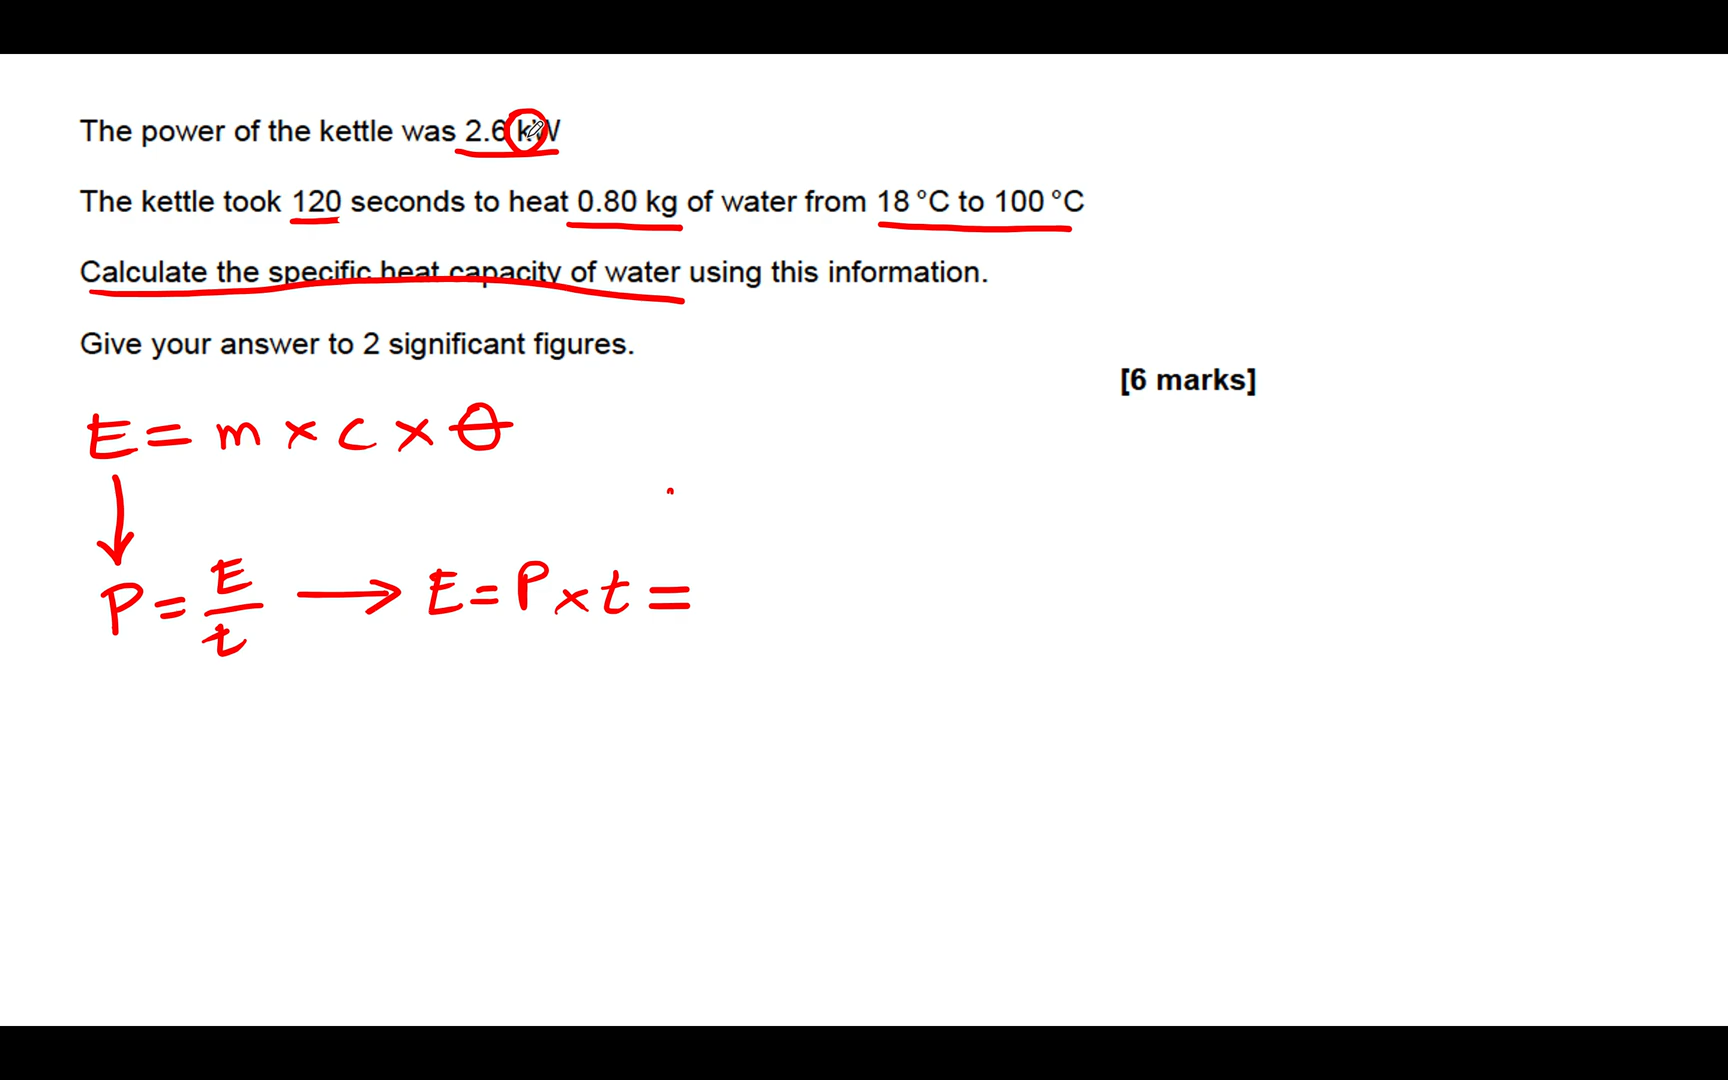 The power of the kettle was 2.6 kW
The kettle took 120 seconds to heat 0.80 kg of water from 18 °C to 100 °C
Calculate the specific heat capacity of water using this information.
Give your answer to 2 significant figures.
[6 marks]
E = m × c × θ
P = E/t → E = P × t =